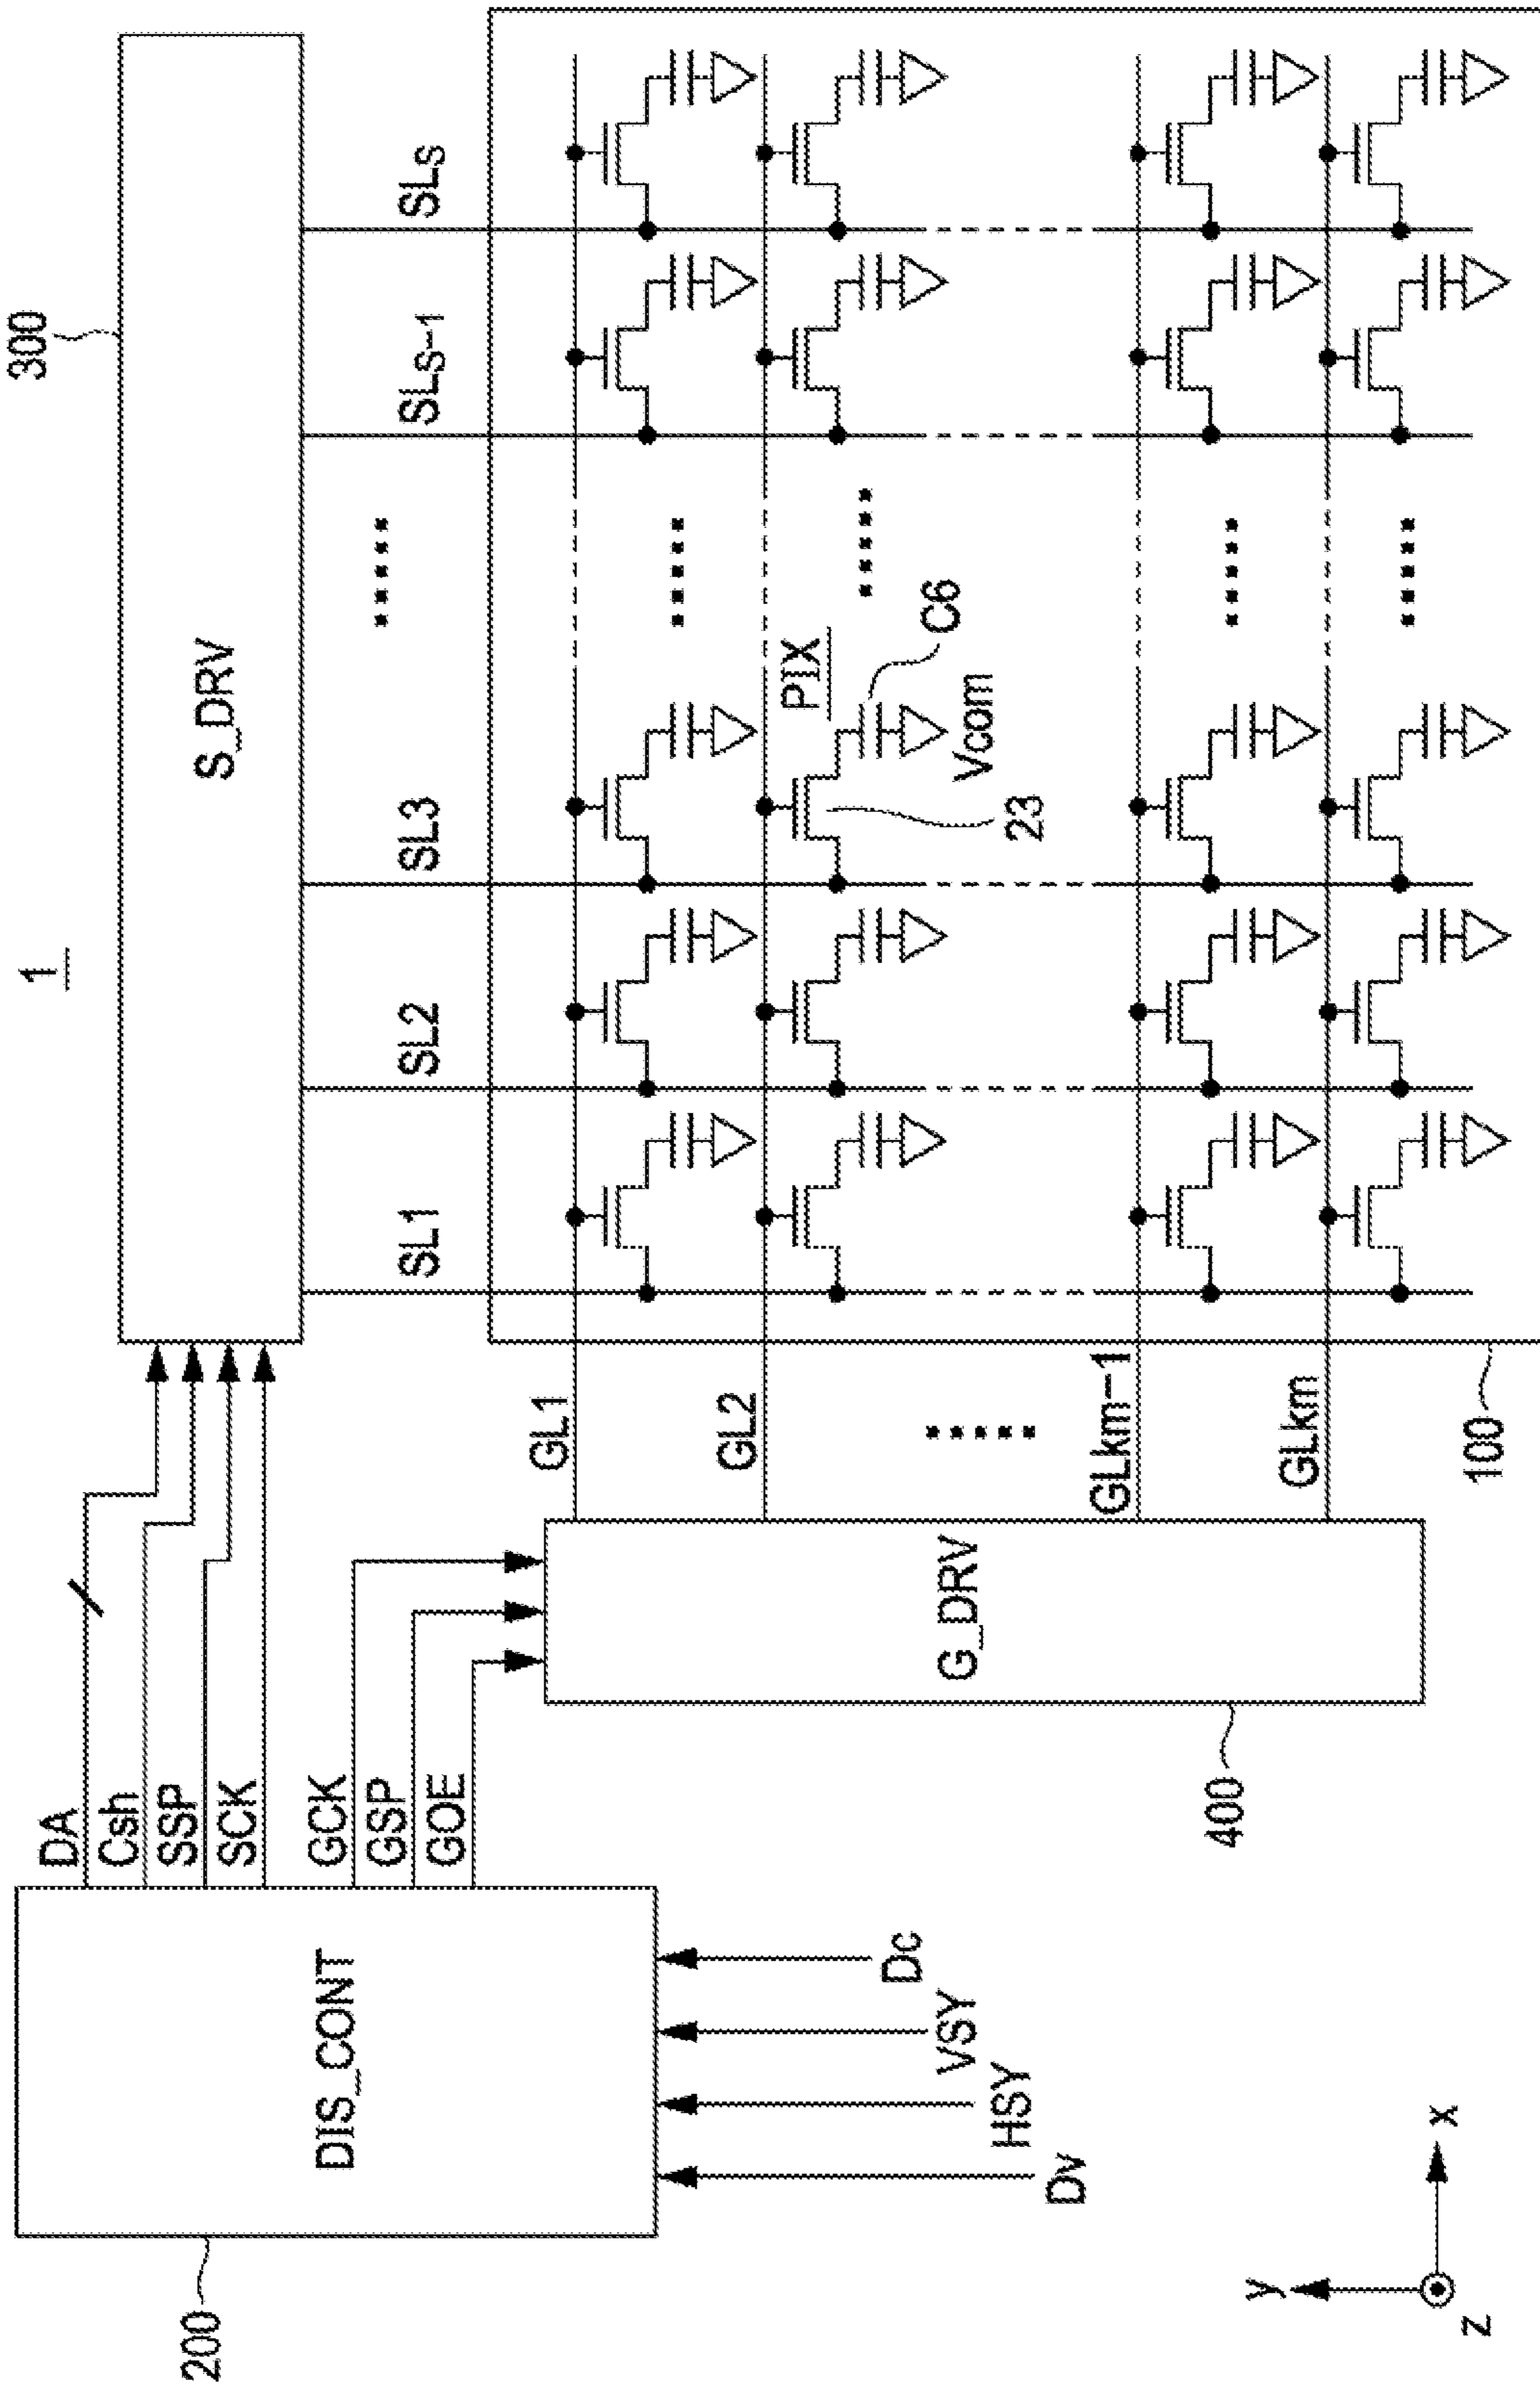 1
300
S_DRV
DA
Csh
SSP
SCK
GCK
GSP
GOE
SL1
SL2
SL3
......
SLs-1
SLs
200
DIS_CONT
GL1
GL2
......
GLkm-1
GLkm
PIX
C6
Vcom
23
G_DRV
400
100
Dv
HSY
VSY
Dc
y
x
z